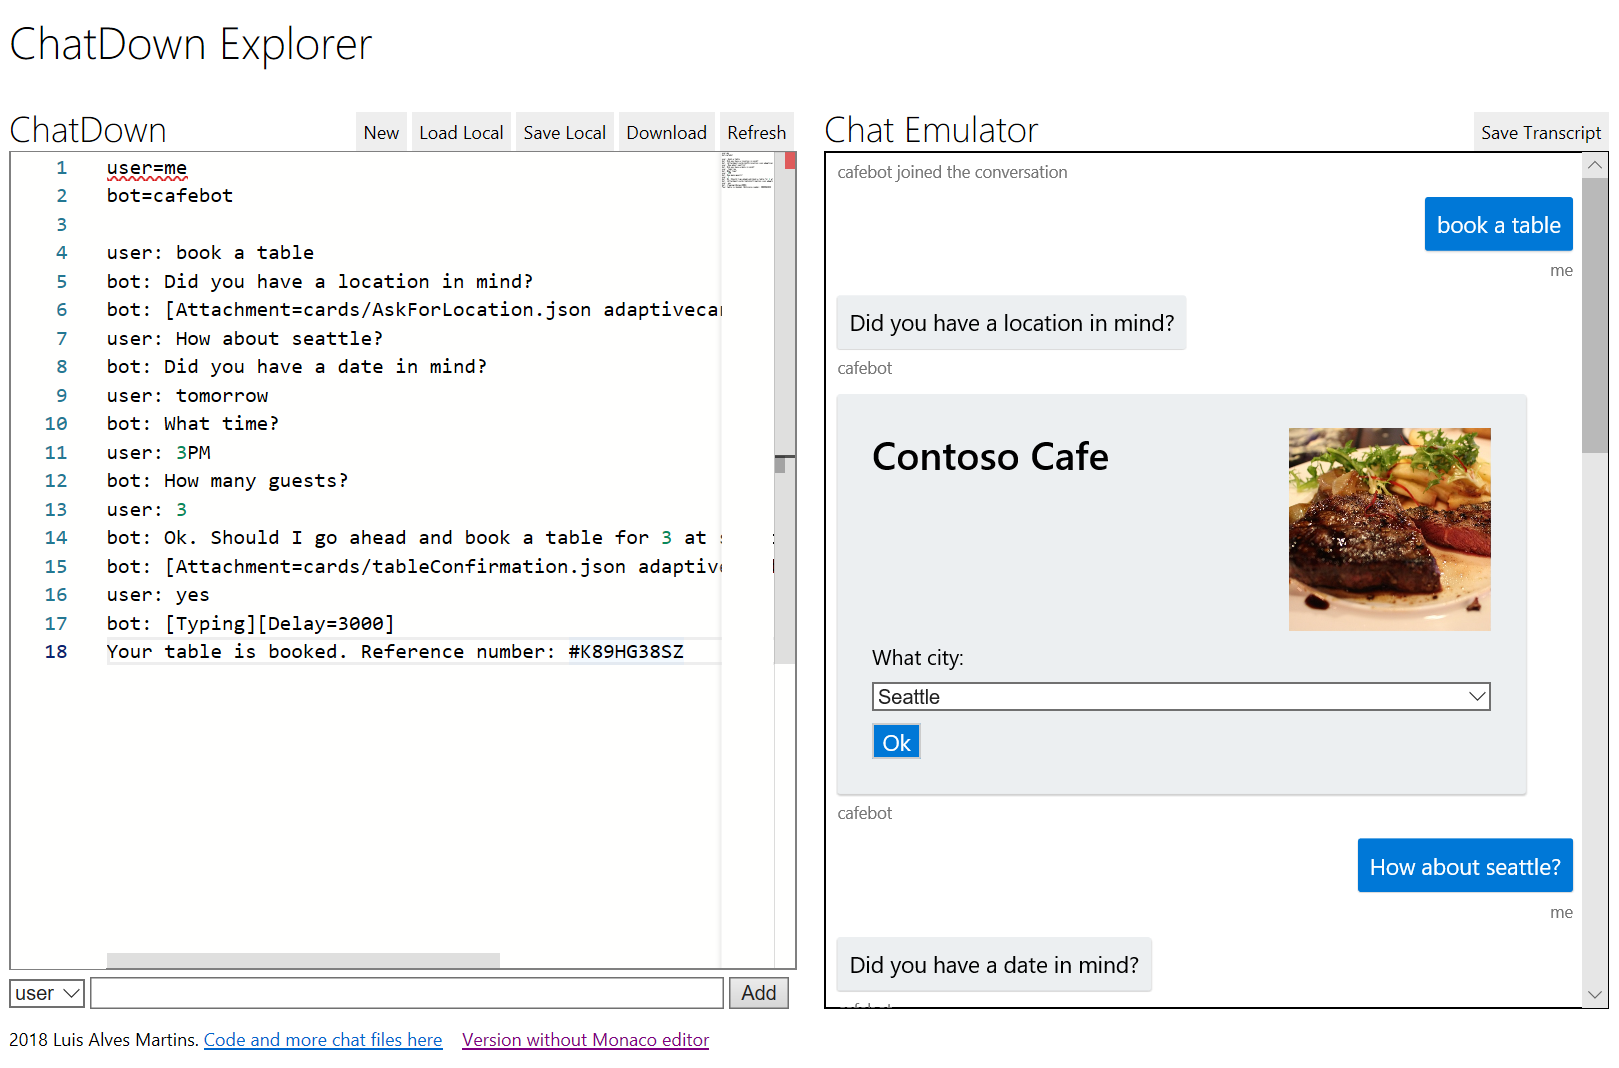 ChatDown Explorer
ChatDown
New
Load Local
Save Local
Download
Refresh
1 user=me
2 bot=cafebot
3
4 user: book a table
5 bot: Did you have a location in mind?
6 bot: [Attachment=cards/AskForLocation.json
7 user: How about seattle?
8 bot: Did you have a date in mind?
9 user: tomorrow
10 bot: What time?
11 user: 3PM
12 bot: How many guests?
13 user: 3
14 bot: Ok. Should I go ahead and book a table for 3 at
15 bot: [Attachment=cards/tableConfirmation.json
16 user: yes
17 bot: [Typing][Delay=3000]
18 Your table is booked. Reference number: #K89HG38SZ
user
Add
Chat Emulator
Save Transcript
cafebot joined the conversation
book a table
me
Did you have a location in mind?
cafebot
Contoso Cafe
What city:
Seattle
Ok
cafebot
How about seattle?
me
Did you have a date in mind?
2018 Luis Alves Martins. Code and more chat files here Version without Monaco editor